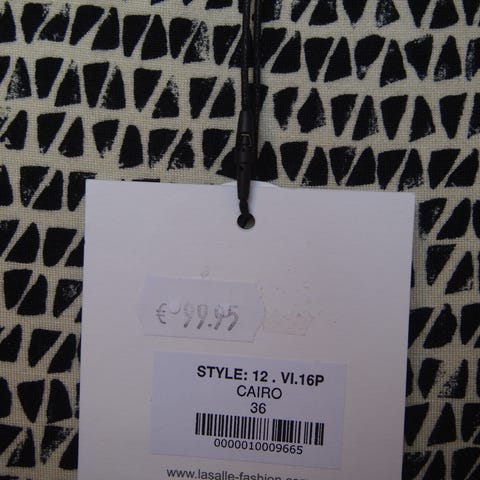 € 99.95
STYLE: 12 . VI.16P
CAIRO
36
0000010009665